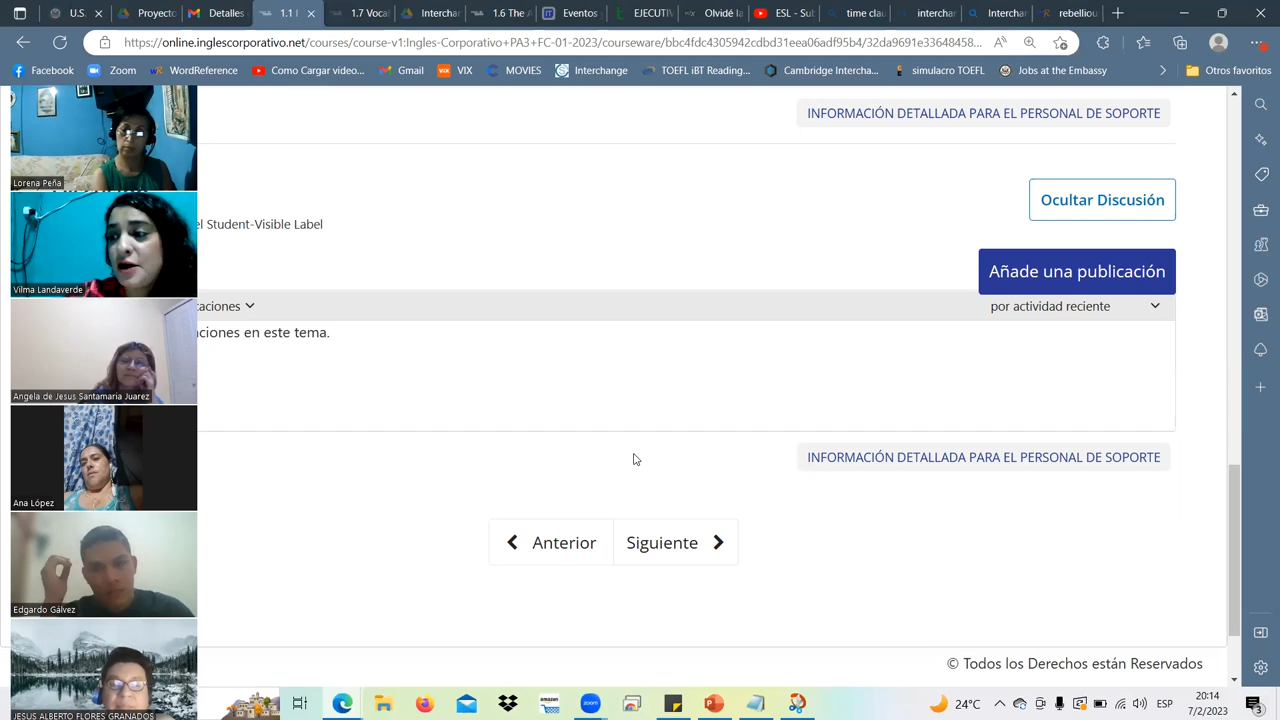 U.S.
Proyecto
Detalles
1.1 I
1.7 Vocal
Interchar
1.6 The A
Eventos
EJECUTIV
Olvidé la
ESL - Sub
time clau
interchar
Interchar
rebelliou
https://online.inglescorporativo.net/courses/course-v1:Ingles-Corporativo+PA3+FC-01-2023/courseware/bbc4fdc4305942cdbd31eea06adf95b4/32da9691e33648458...
Facebook
Zoom
WordReference
Como Cargar video...
Gmail
VIX
MOVIES
Interchange
TOEFL iBT Reading...
Cambridge Intercha...
simulacro TOEFL
Jobs at the Embassy
Otros favoritos
INFORMACIÓN DETALLADA PARA EL PERSONAL DE SOPORTE
Lorena Peña
Ocultar Discusión
el Student-Visible Label
Añade una publicación
Vilma Landaverde
caciones
por actividad reciente
aciones en este tema.
Angela de Jesus Santamaria Juarez
INFORMACIÓN DETALLADA PARA EL PERSONAL DE SOPORTE
Ana López
Anterior
Siguiente
Edgardo Gálvez
© Todos los Derechos están Reservados
JESUS ALBERTO FLORES GRANADOS
24°C
ESP
20:14
7/2/2023
3